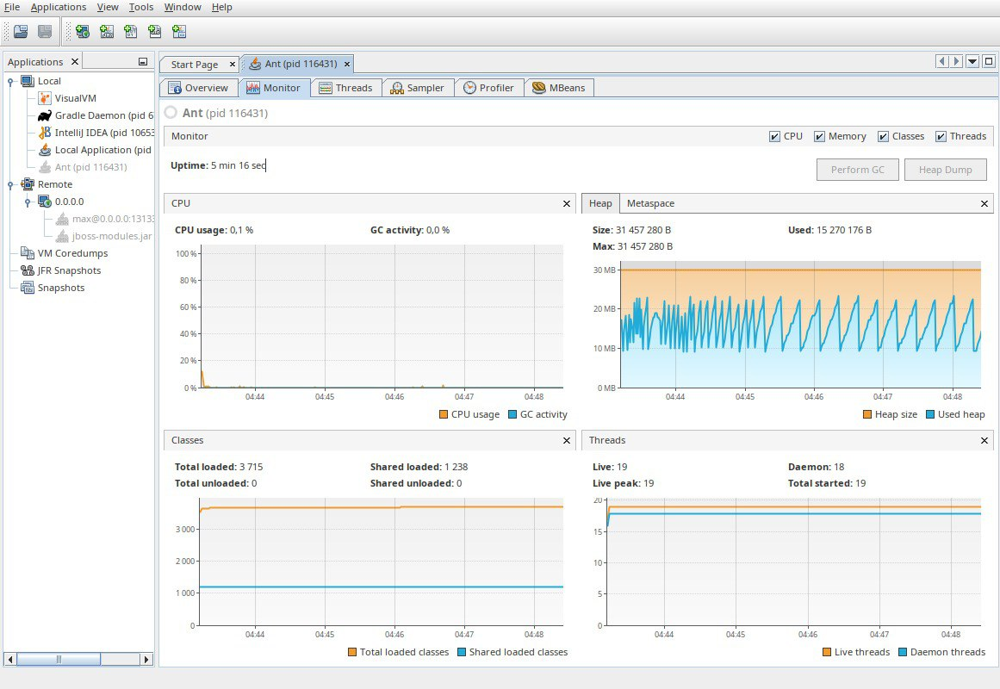 File Applications View Tools Window Help
Applications
Local
VisualVM
Gradle Daemon (pid 6
IntelliJ IDEA (pid 10653
Local Application (pid
Ant (pid 116431)
Remote
0.0.0.0
max@0.0.0.0:1313
jboss-modules.jar
VM Coredumps
JFR Snapshots
Snapshots
Start Page Ant (pid 116431)
Overview Monitor Threads Sampler Profiler MBeans
Ant (pid 116431)
Monitor CPU Memory Classes Threads
Uptime: 5 min 16 sec Perform GC Heap Dump
CPU
CPU usage: 0,1 % GC activity: 0,0 %
100 %
80 %
60 %
40 %
20 %
0 %
04:44 04:45 04:46 04:47 04:48
CPU usage GC activity
Heap Metaspace
Size: 31 457 280 B Used: 15 270 176 B
Max: 31 457 280 B
30 MB
20 MB
10 MB
0 MB
04:44 04:45 04:46 04:47 04:48
Heap size Used heap
Classes
Total loaded: 3 715 Shared loaded: 1 238
Total unloaded: 0 Shared unloaded: 0
3 000
2 000
1 000
0
04:44 04:45 04:46 04:47 04:48
Total loaded classes Shared loaded classes
Threads
Live: 19 Daemon: 18
Live peak: 19 Total started: 19
20
15
10
5
0
04:44 04:45 04:46 04:47 04:48
Live threads Daemon threads